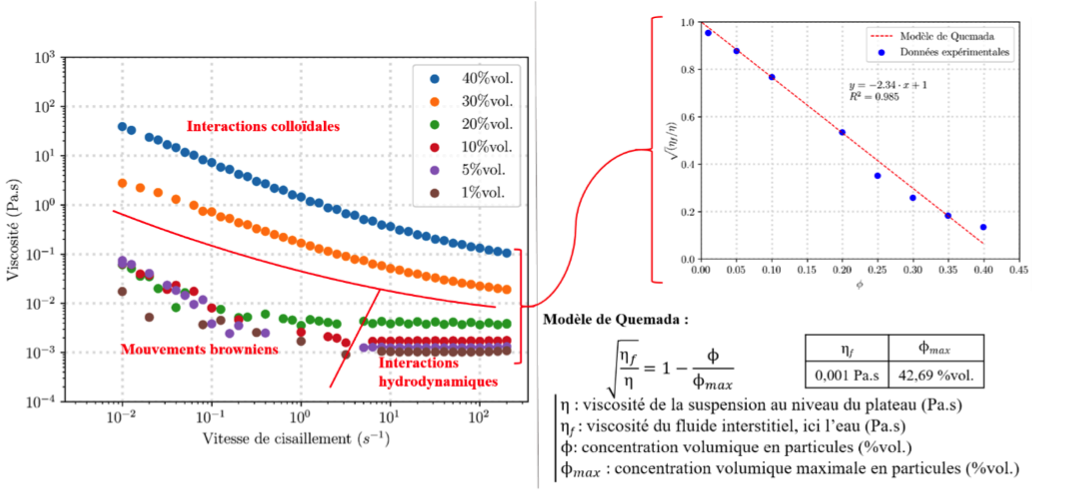 10³
10²
10¹
10⁰
10⁻¹
10⁻²
10⁻³
10⁻⁴
Viscosité (Pa.s)
10⁻²
10⁻¹
10⁰
10¹
10²
Vitesse de cisaillement (s⁻¹)
40%vol.
30%vol.
20%vol.
10%vol.
5%vol.
1%vol.
Interactions colloïdales
Mouvements browniens
Interactions
hydrodynamiques
1.0
0.8
0.6
0.4
0.2
0.0
√(ηf/η)
0.00 0.05 0.10 0.15 0.20 0.25 0.30 0.35 0.40 0.45
ϕ
Modèle de Quemada
Données expérimentales
y = −2.34 · x + 1
R² = 0.985
Modèle de Quemada :
√(η_f/η) = 1 − ϕ/ϕ_max
η_f ϕ_max
0,001 Pa.s 42,69 %vol.
η : viscosité de la suspension au niveau du plateau (Pa.s)
η_f : viscosité du fluide interstitiel, ici l'eau (Pa.s)
ϕ: concentration volumique en particules (%vol.)
ϕ_max : concentration volumique maximale en particules (%vol.)